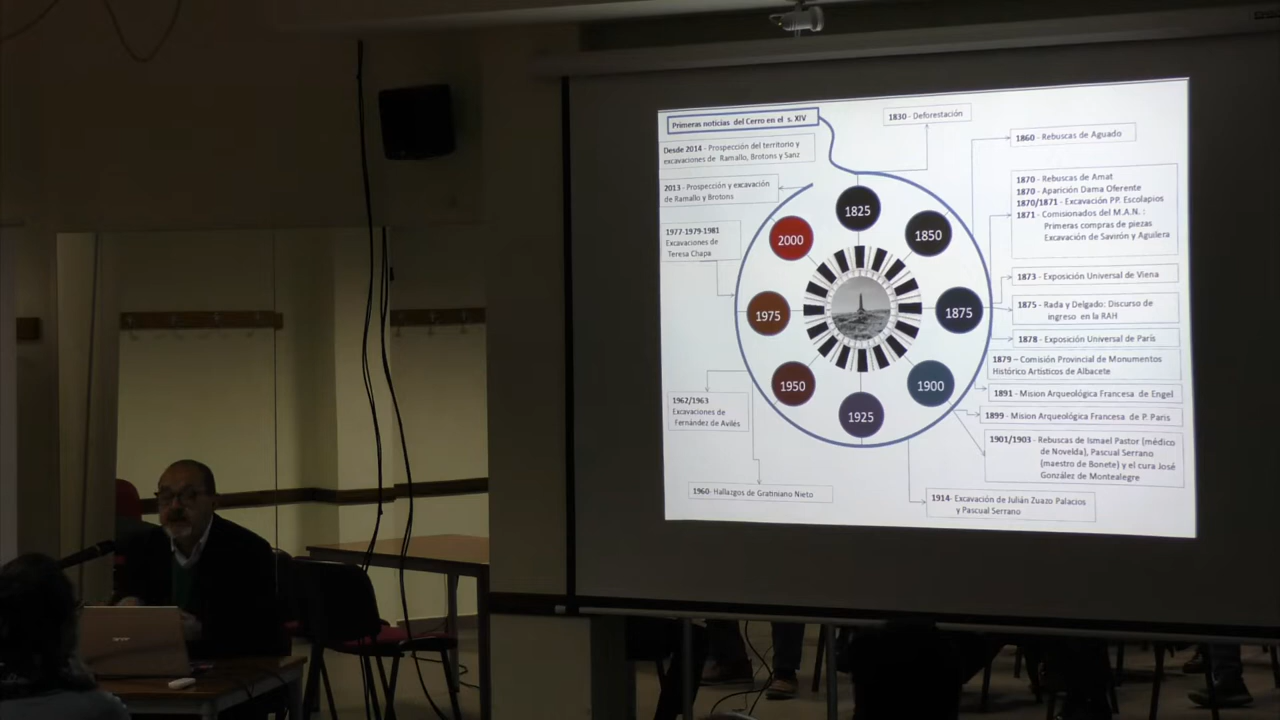 Primeras noticias del Cerro en el s. XIV
1830 - Deforestación
1860 - Rebuscas de Aguado
Desde 2014 - Prospección del territorio y
excavaciones de Ramallo, Brotons y Sanz
2013 - Prospección y excavación
de Ramallo y Brotons
1977-1979-1981
Excavaciones de
Teresa Chapa
1870 - Rebuscas de Amat
1870 - Aparición Dama Oferente
1870/1871 - Excavación PP. Escolapios
1871 - Comisionados del M.A.N. :
Primeras compras de piezas
Excavación de Savirón y Aguilera
1873 - Exposición Universal de Viena
1875 - Rada y Delgado: Discurso de
ingreso en la RAH
1878 - Exposición Universal de París
1879 – Comisión Provincial de Monumentos
Histórico Artísticos de Albacete
1891 - Mision Arqueológica Francesa de Engel
1899 - Mision Arqueológica Francesa de P. Paris
1901/1903 - Rebuscas de Ismael Pastor (médico
de Novelda), Pascual Serrano
(maestro de Bonete) y el cura José
González de Montealegre
1914- Excavación de Julián Zuazo Palacios
y Pascual Serrano
1960- Hallazgos de Gratiniano Nieto
1962/1963
Excavaciones de
Fernández de Avilés
1825
1850
1875
1900
1925
1950
1975
2000
acer